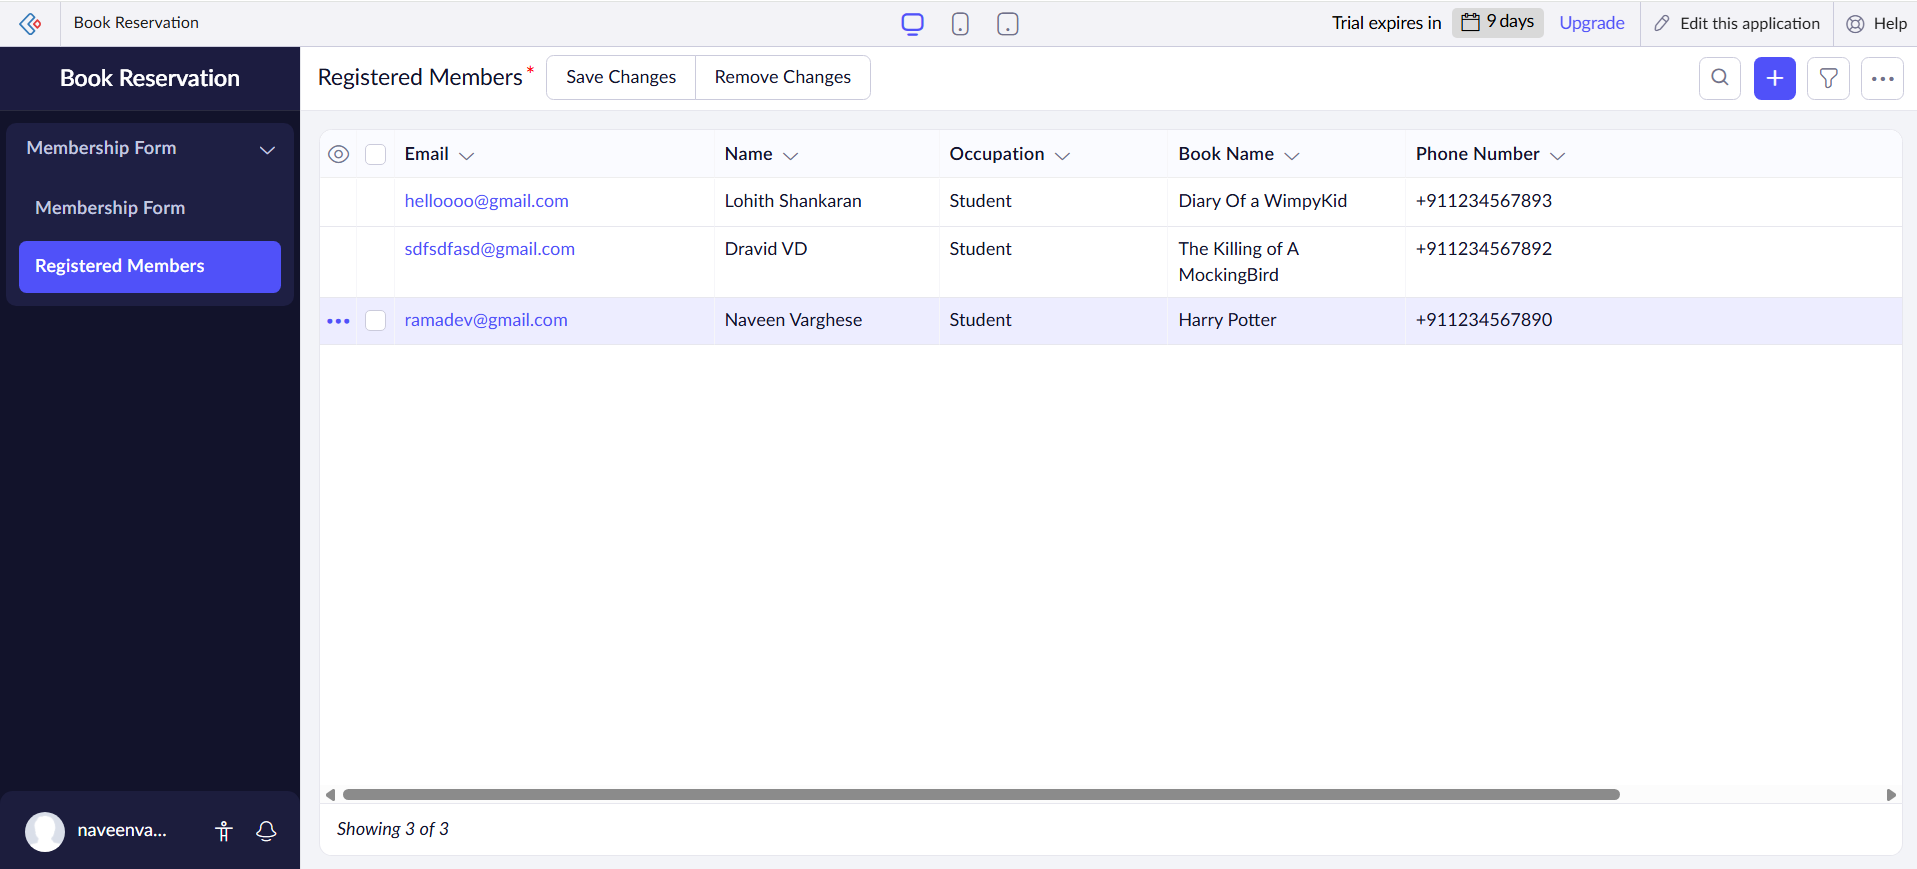 Book Reservation
Trial expires in 9 days Upgrade Edit this application Help
Book Reservation
Membership Form
Membership Form
Registered Members
naveenva...
Registered Members* Save Changes Remove Changes
Email Name Occupation Book Name Phone Number
helloooo@gmail.com Lohith Shankaran Student Diary Of a WimpyKid +911234567893
sdfsdfasd@gmail.com Dravid VD Student The Killing of A +911234567892
MockingBird
ramadev@gmail.com Naveen Varghese Student Harry Potter +911234567890
Showing 3 of 3